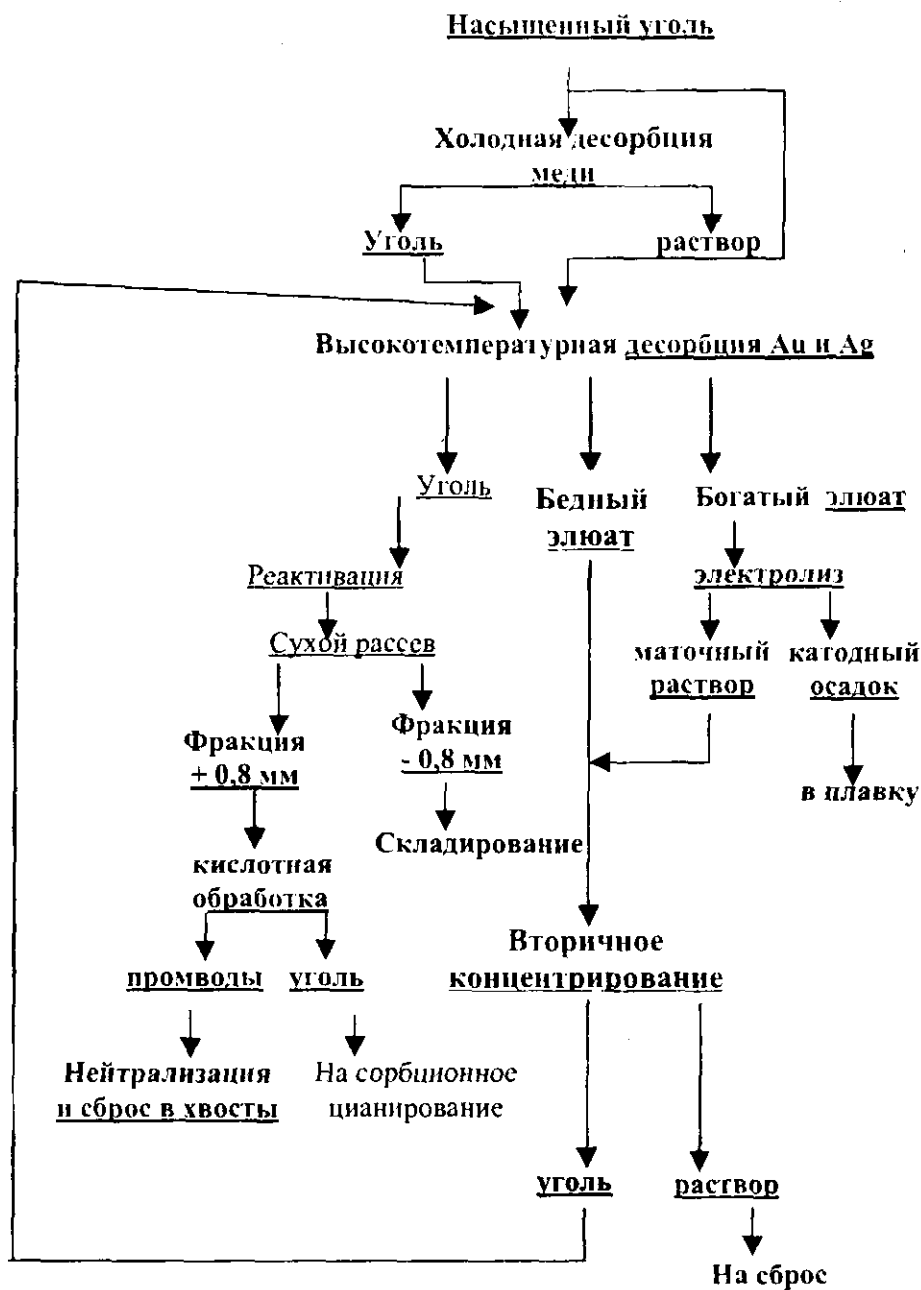 Насыщенный уголь
Холодная десорбция
меди
Уголь
раствор
Высокотемпературная десорбция Au и Ag
Уголь
Бедный
элюат
Богатый элюат
Реактивация
электролиз
Сухой рассев
маточный
раствор
катодный
осадок
Фракция
+ 0,8 мм
Фракция
- 0,8 мм
в плавку
Складирование
кислотная
обработка
Вторичное
концентрирование
промводы
уголь
Нейтрализация
и сброс в хвосты
На сорбционное
цианирование
уголь
раствор
На сброс